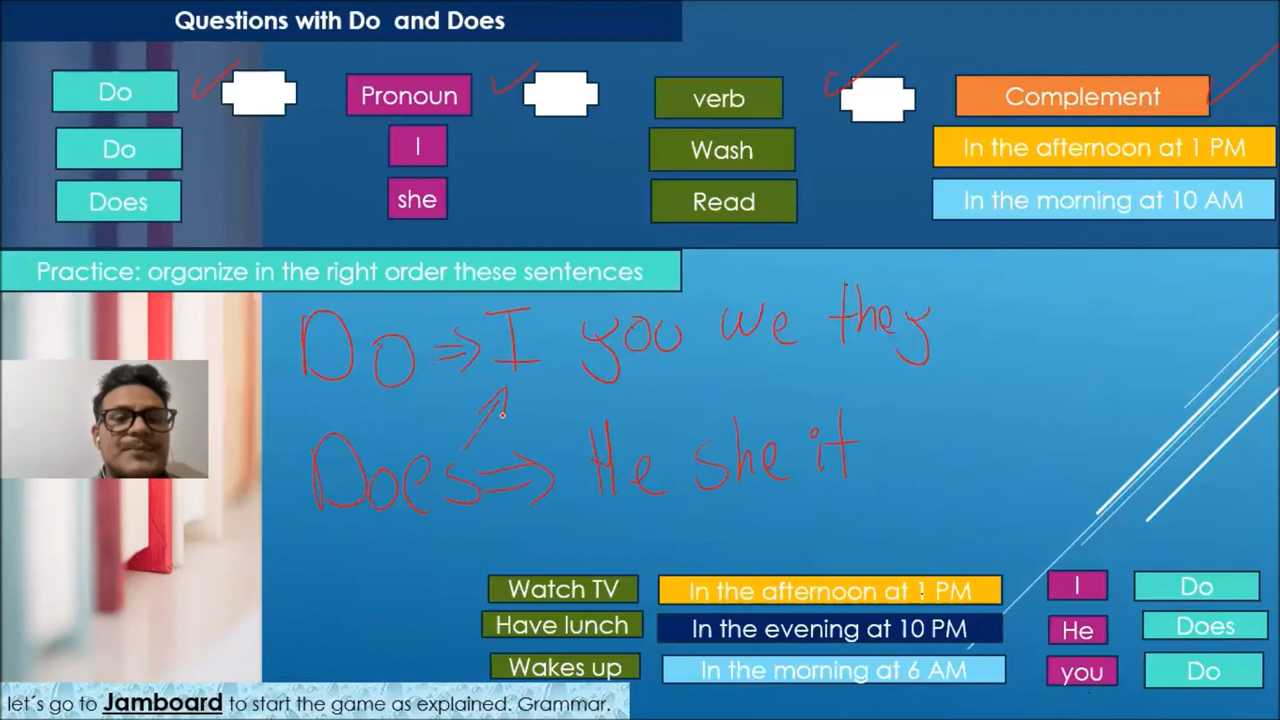 Questions with Do and Does
Do Pronoun verb Complement
Do I Wash In the afternoon at 1 PM
Does she Read In the morning at 10 AM
Practice: organize in the right order these sentences
Do ⇒ I you we they
Does ⇒ He she it
Watch TV In the afternoon at 1 PM I Do
Have lunch In the evening at 10 PM He Does
Wakes up In the morning at 6 AM you Do
let´s go to Jamboard to start the game as explained. Grammar.